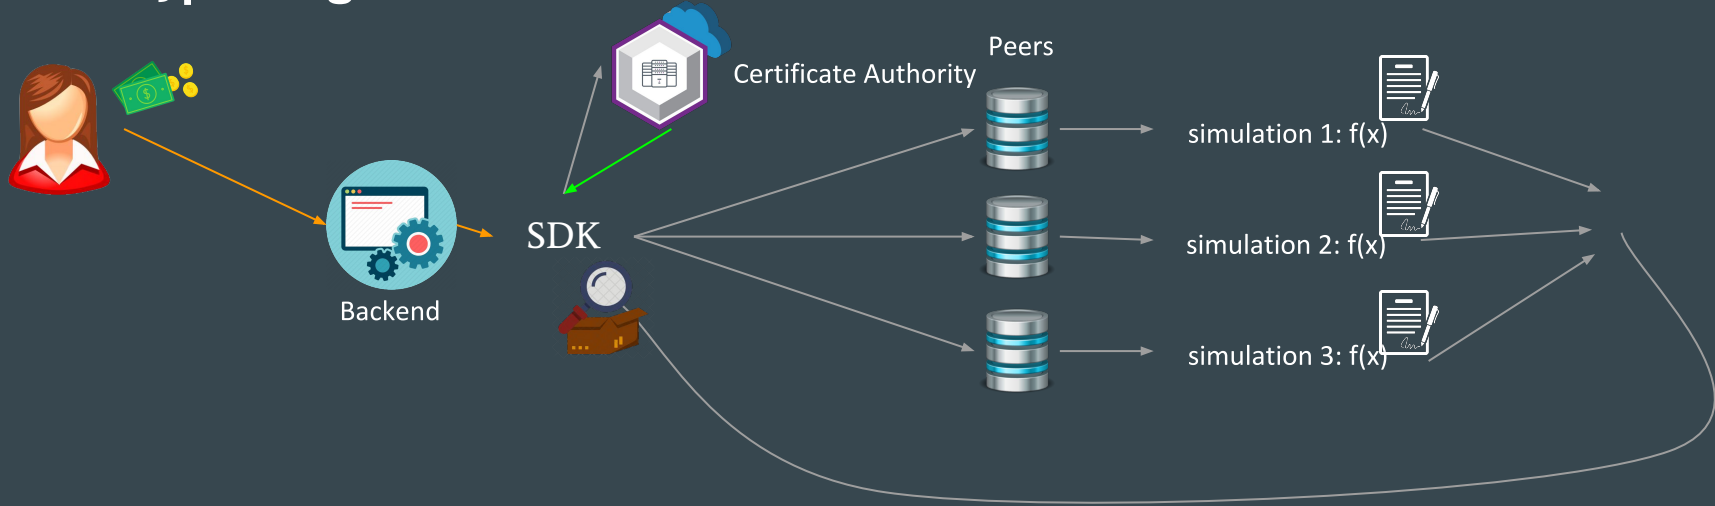 Certificate Authority
Peers
simulation 1: f(x)
SDK
simulation 2: f(x)
Backend
simulation 3: f(x)